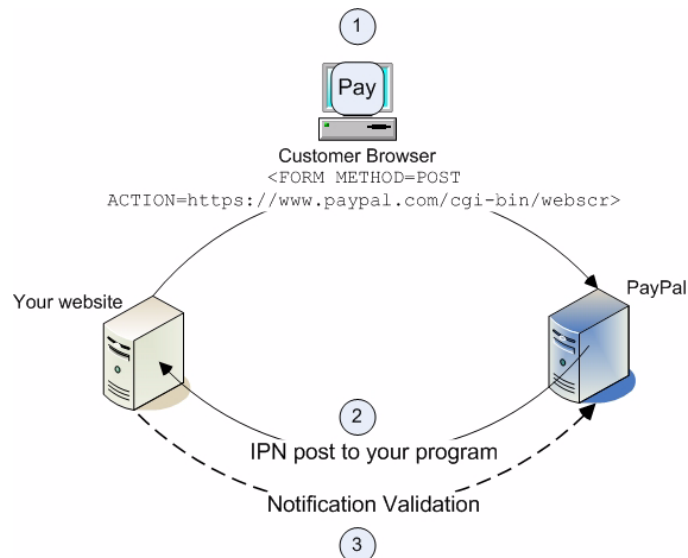 1
Pay
Customer Browser
<FORM METHOD=POST
ACTION=https://www.paypal.com/cgi-bin/webscr>
Your website
PayPal
2
IPN post to your program
Notification Validation
3